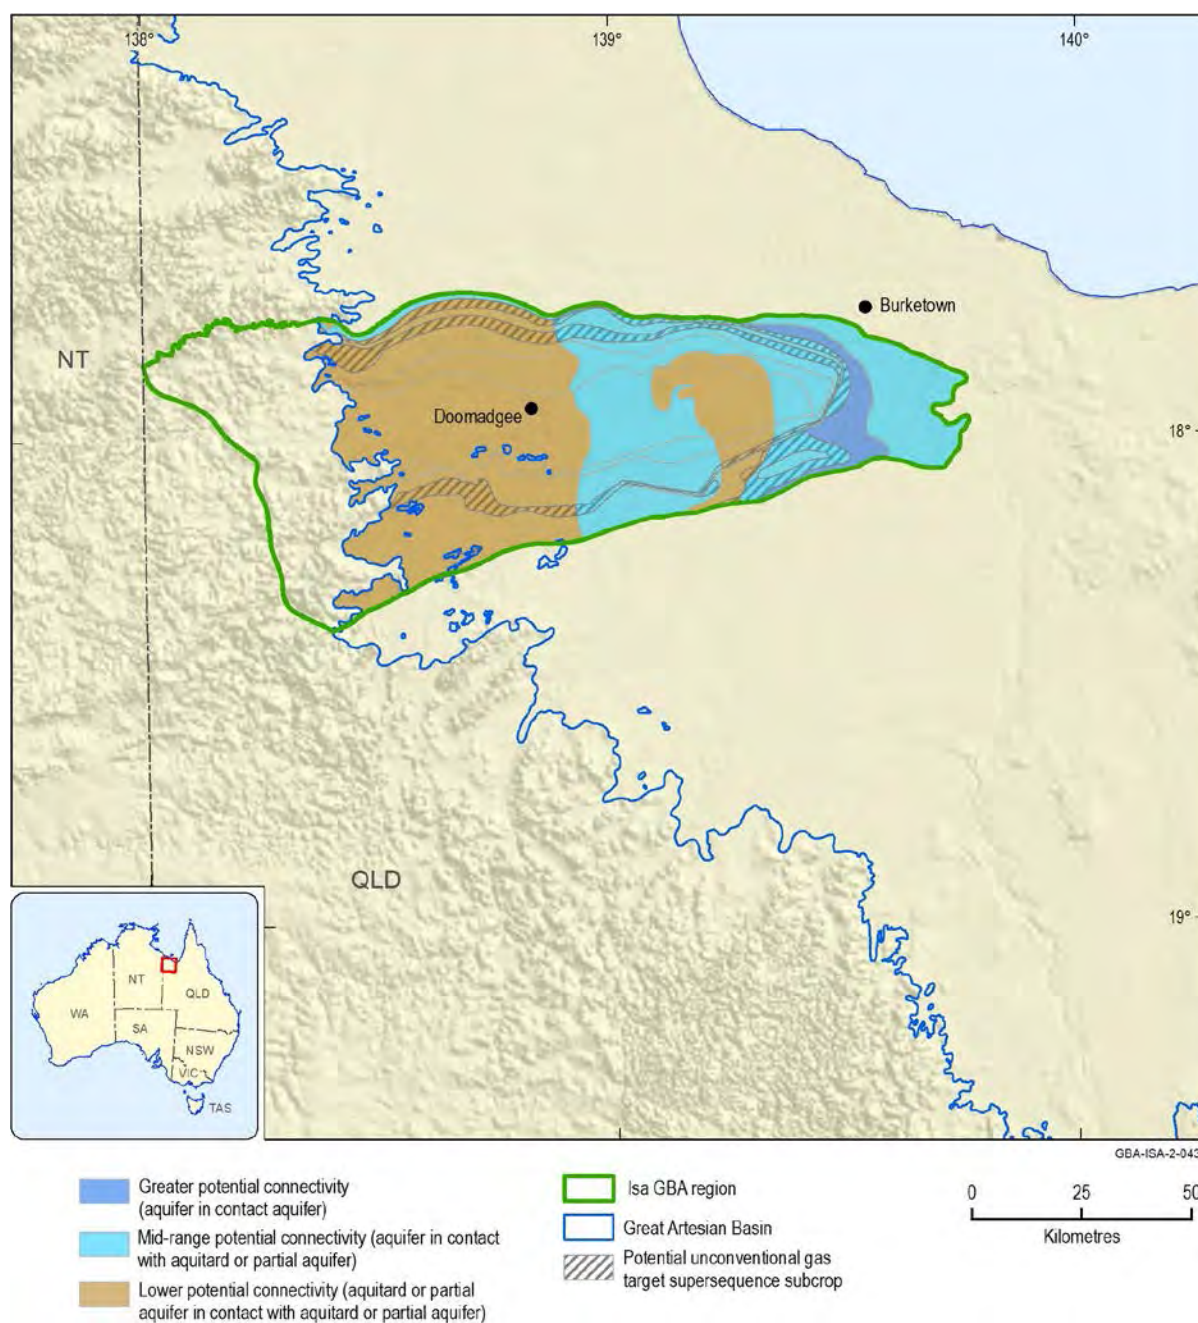 138°
139°
140°
Burketown
NT
Doomadgee
18°
QLD
19°
NT
QLD
WA
SA
NSW
VIC
TAS
GBA-ISA-2-043
Greater potential connectivity
(aquifer in contact aquifer)
Mid-range potential connectivity (aquifer in contact
with aquitard or partial aquifer)
Lower potential connectivity (aquitard or partial
aquifer in contact with aquitard or partial aquifer)
Isa GBA region
Great Artesian Basin
Potential unconventional gas
target supersequence subcrop
0 25 50
Kilometres